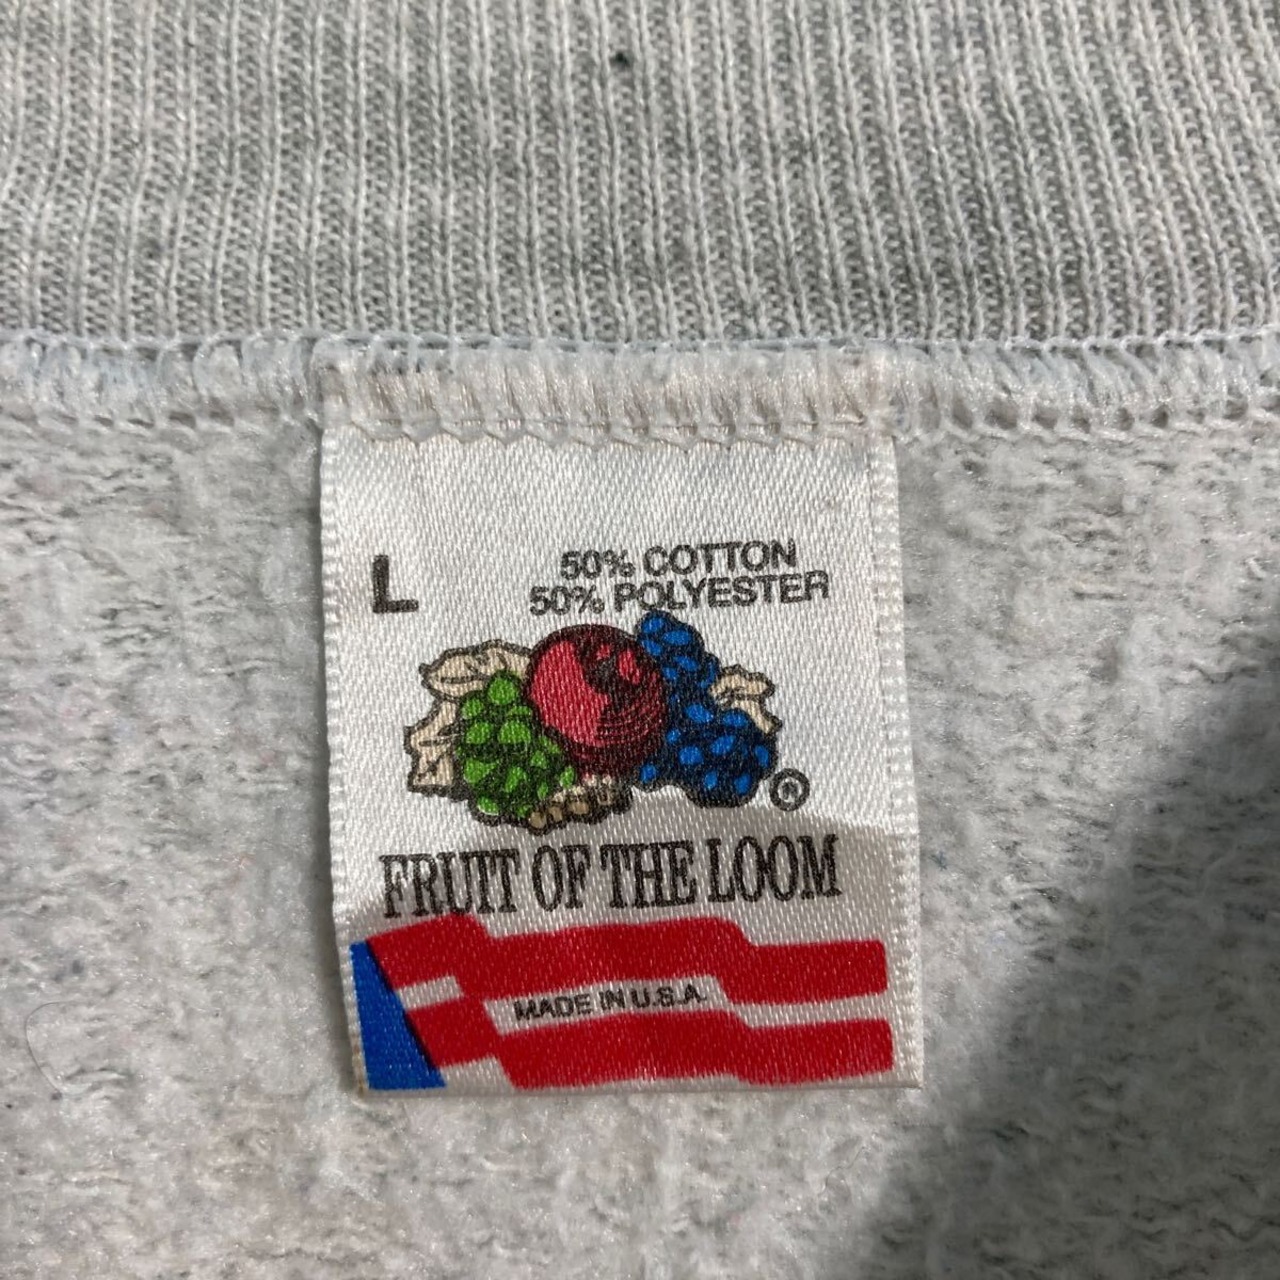 L
50% COTTON
50% POLYESTER
®
FRUIT OF THE LOOM
MADE IN U.S.A.